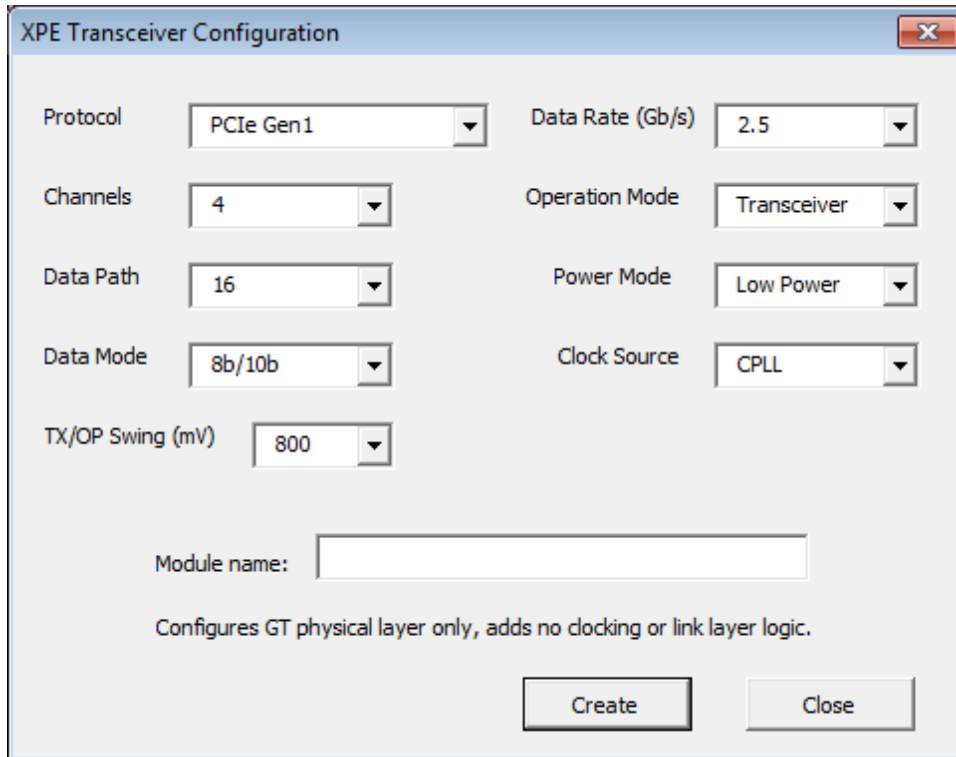 XPE Transceiver Configuration
Protocol PCIe Gen1 Data Rate (Gb/s) 2.5
Channels 4 Operation Mode Transceiver
Data Path 16 Power Mode Low Power
Data Mode 8b/10b Clock Source CPLL
TX/OP Swing (mV) 800
Module name:
Configures GT physical layer only, adds no clocking or link layer logic.
Create Close